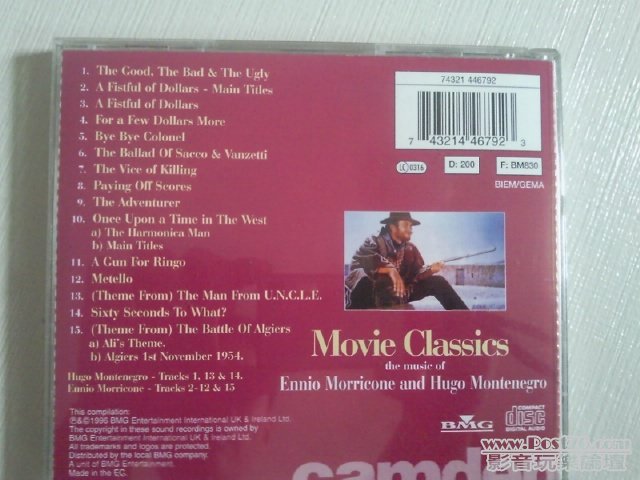 1. The Good, The Bad & The Ugly
2. A Fistful of Dollars - Main Titles
3. A Fistful of Dollars
4. For a Few Dollars More
5. Bye Bye Colonel
6. The Ballad Of Sacco & Vanzetti
7. The Vice of Killing
8. Paying Off Scores
9. The Adventurer
10. Once Upon a Time in The West
a) The Harmonica Man
b) Main Titles
11. A Gun For Ringo
12. Metello
13. (Theme From) The Man From U.N.C.L.E.
14. Sixty Seconds To What?
15. (Theme From) The Battle Of Algiers
a) Ali's Theme.
b) Algiers 1st November 1954.
Hugo Montenegro - Tracks 1, 13 & 14.
Ennio Morricone - Tracks 2-12 & 15
This compilation:
℗&©1996 BMG Entertainment International UK & Ireland Ltd.
The copyright in these sound recordings is owned by
BMG Entertainment International UK & Ireland Ltd.
All trademarks and logos are protected.
Distributed by the local BMG company.
A unit of BMG Entertainment.
Made in the EC.
74321 446792
7 43214 46792 3
LC 0316
D: 200
F: BM830
BIEM/GEMA
Movie Classics
the music of
Ennio Morricone and Hugo Montenegro
BMG
COMPACT
disc
DIGITAL AUDIO
camden
影音玩樂論壇